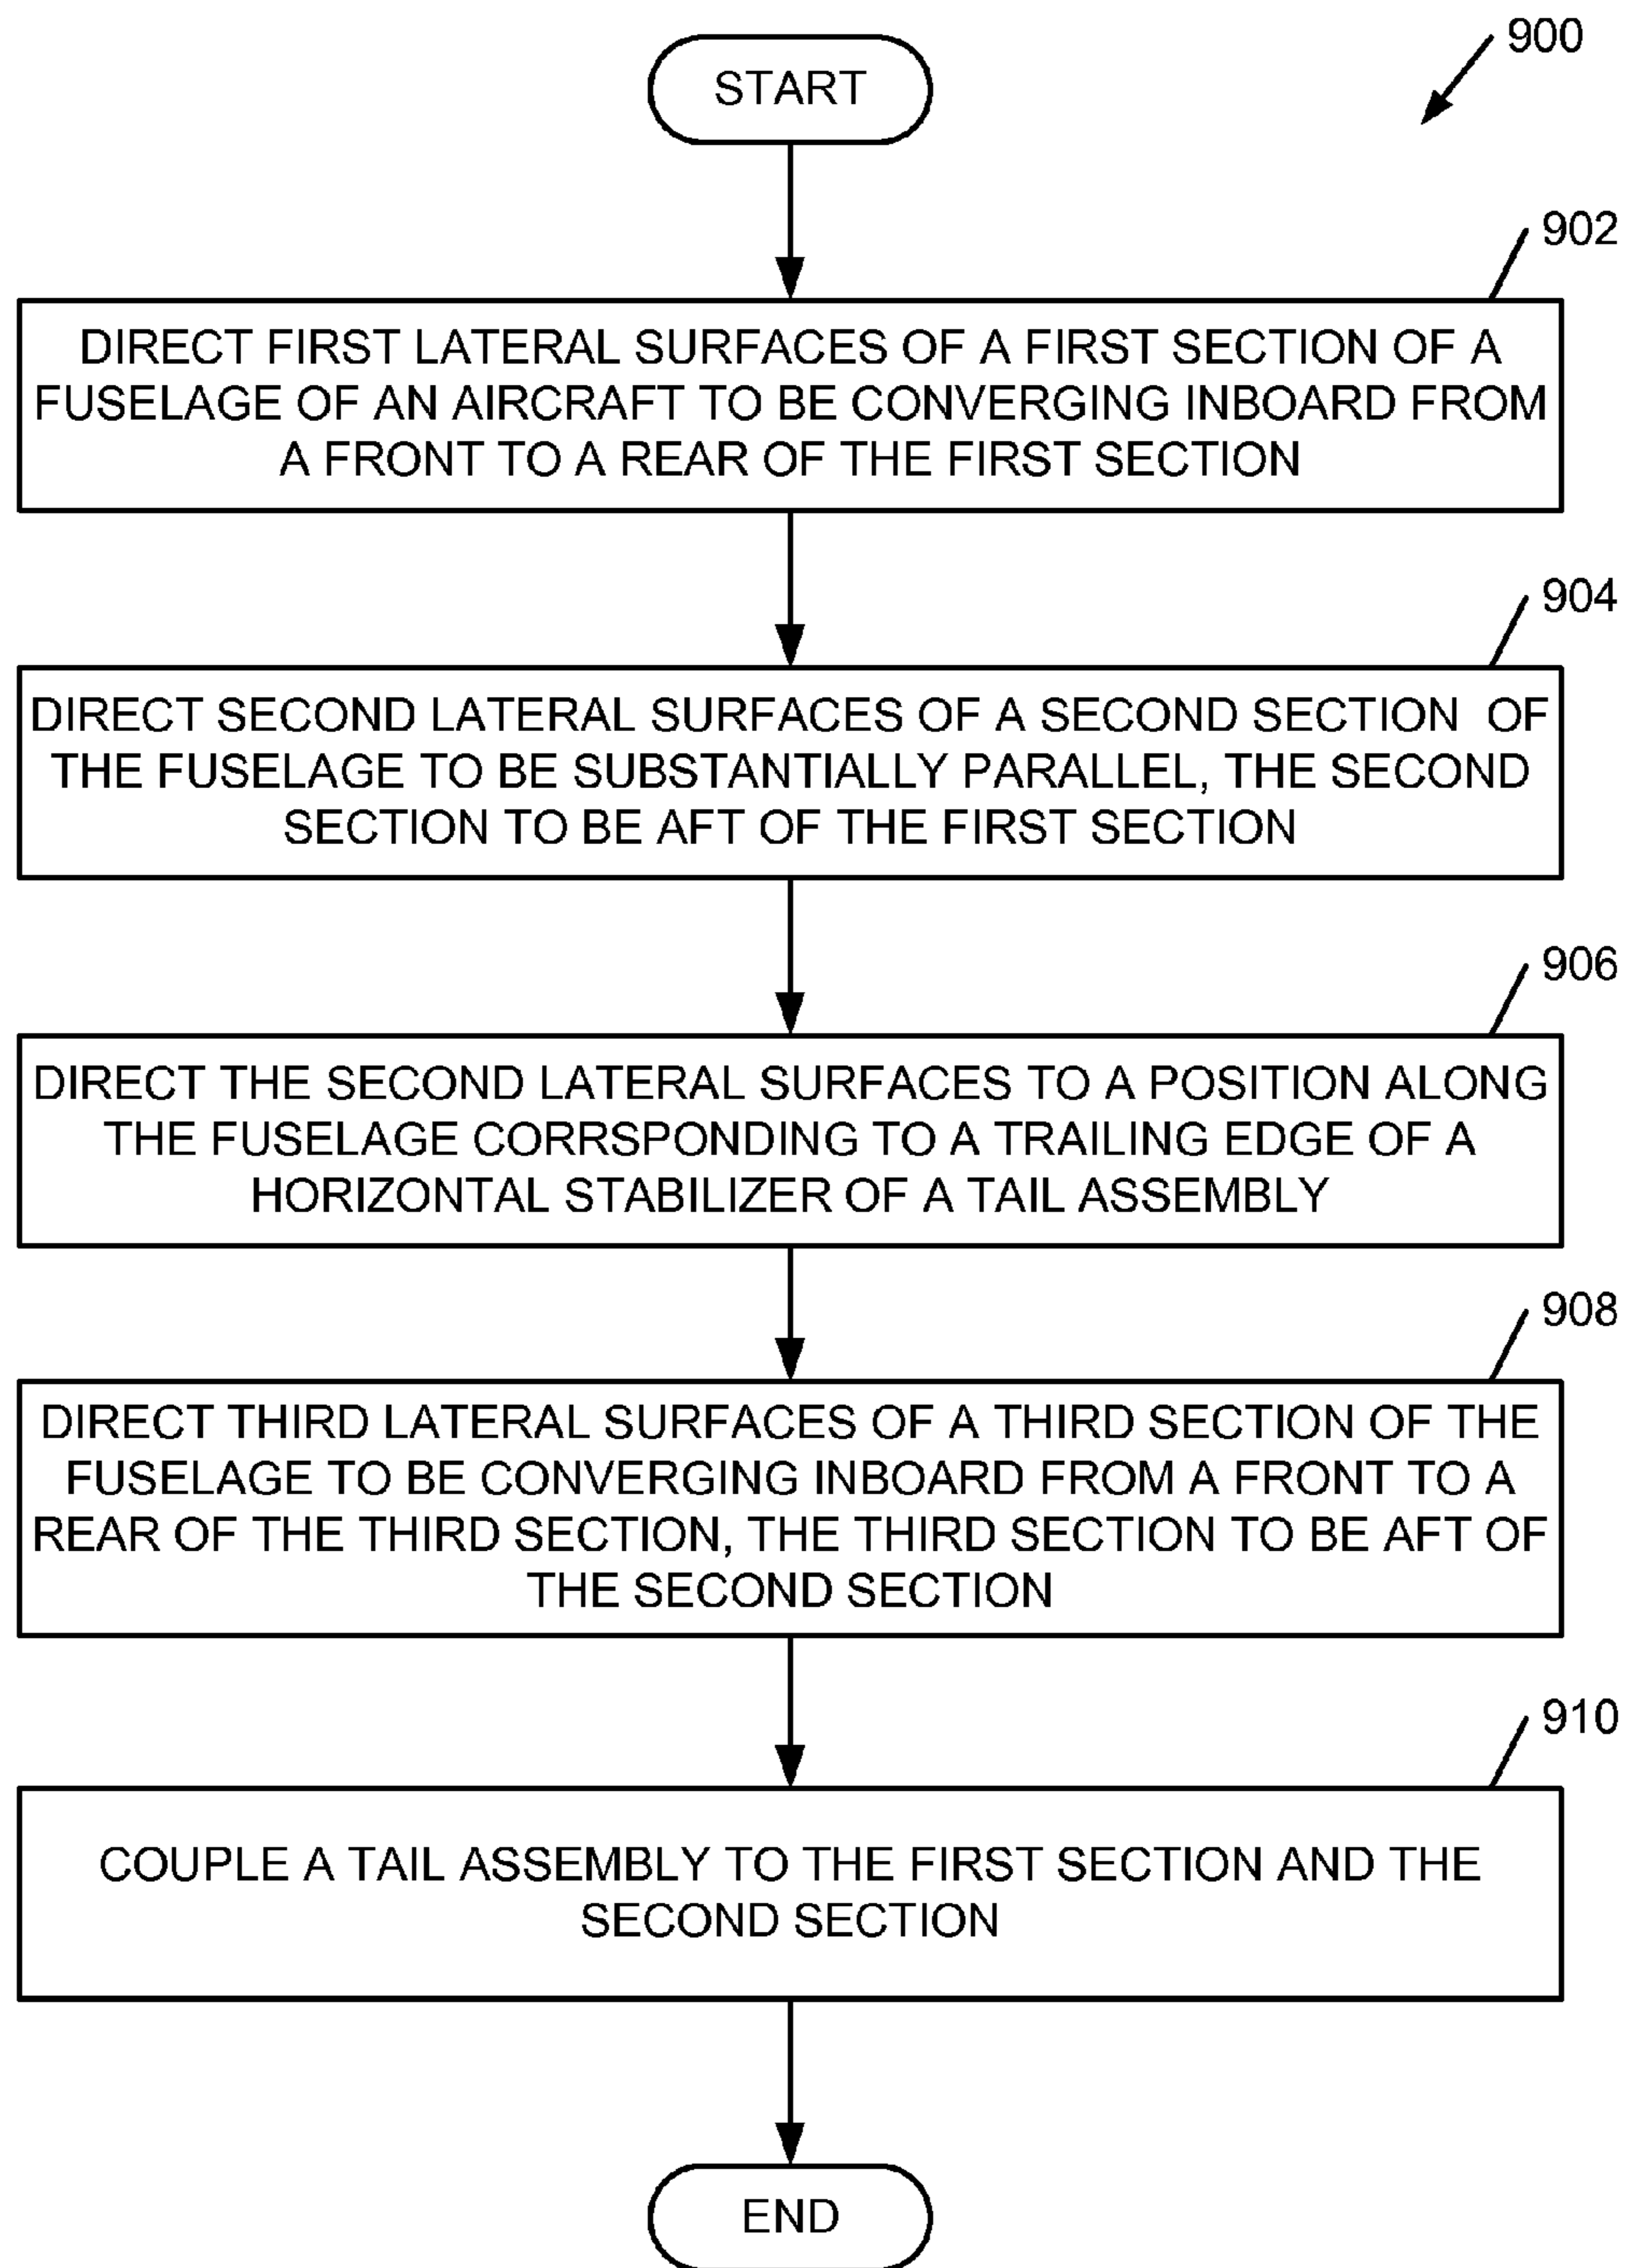 900
START
902
DIRECT FIRST LATERAL SURFACES OF A FIRST SECTION OF A
FUSELAGE OF AN AIRCRAFT TO BE CONVERGING INBOARD FROM
A FRONT TO A REAR OF THE FIRST SECTION
904
DIRECT SECOND LATERAL SURFACES OF A SECOND SECTION OF
THE FUSELAGE TO BE SUBSTANTIALLY PARALLEL, THE SECOND
SECTION TO BE AFT OF THE FIRST SECTION
906
DIRECT THE SECOND LATERAL SURFACES TO A POSITION ALONG
THE FUSELAGE CORRSPONDING TO A TRAILING EDGE OF A
HORIZONTAL STABILIZER OF A TAIL ASSEMBLY
908
DIRECT THIRD LATERAL SURFACES OF A THIRD SECTION OF THE
FUSELAGE TO BE CONVERGING INBOARD FROM A FRONT TO A
REAR OF THE THIRD SECTION, THE THIRD SECTION TO BE AFT OF
THE SECOND SECTION
910
COUPLE A TAIL ASSEMBLY TO THE FIRST SECTION AND THE
SECOND SECTION
END